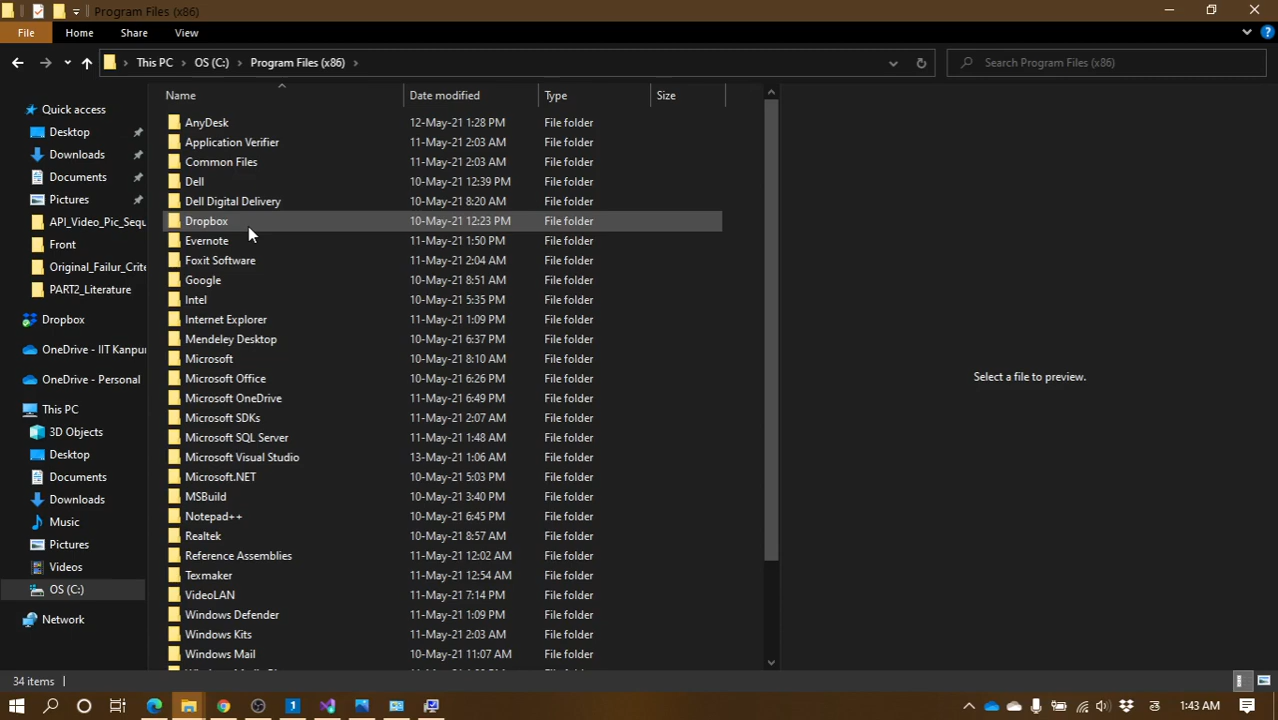 Program Files (x86)
File Home Share View
This PC OS (C:) Program Files (x86) Search Program Files (x86)
Name Date modified Type Size
Quick access
Desktop
Downloads
Documents
Pictures
API_Video_Pic_Sequ
Front
Original_Failur_Crite
PART2_Literature
Dropbox
OneDrive - IIT Kanpur
OneDrive - Personal
This PC
3D Objects
Desktop
Documents
Downloads
Music
Pictures
Videos
OS (C:)
Network
AnyDesk 12-May-21 1:28 PM File folder
Application Verifier 11-May-21 2:03 AM File folder
Common Files 11-May-21 2:03 AM File folder
Dell 10-May-21 12:39 PM File folder
Dell Digital Delivery 10-May-21 8:20 AM File folder
Dropbox 10-May-21 12:23 PM File folder
Evernote 11-May-21 1:50 PM File folder
Foxit Software 11-May-21 2:04 AM File folder
Google 10-May-21 8:51 AM File folder
Intel 10-May-21 5:35 PM File folder
Internet Explorer 11-May-21 1:09 PM File folder
Mendeley Desktop 10-May-21 6:37 PM File folder
Microsoft 10-May-21 8:10 AM File folder
Microsoft Office 10-May-21 6:26 PM File folder
Microsoft OneDrive 10-May-21 6:49 PM File folder
Microsoft SDKs 11-May-21 2:07 AM File folder
Microsoft SQL Server 11-May-21 1:48 AM File folder
Microsoft Visual Studio 13-May-21 1:06 AM File folder
Microsoft.NET 10-May-21 5:03 PM File folder
MSBuild 10-May-21 3:40 PM File folder
Notepad++ 10-May-21 6:45 PM File folder
Realtek 10-May-21 8:57 AM File folder
Reference Assemblies 11-May-21 12:02 AM File folder
Texmaker 11-May-21 12:54 AM File folder
VideoLAN 11-May-21 7:14 PM File folder
Windows Defender 11-May-21 1:09 PM File folder
Windows Kits 11-May-21 2:03 AM File folder
Windows Mail 10-May-21 11:07 AM File folder
Select a file to preview.
34 items
1:43 AM